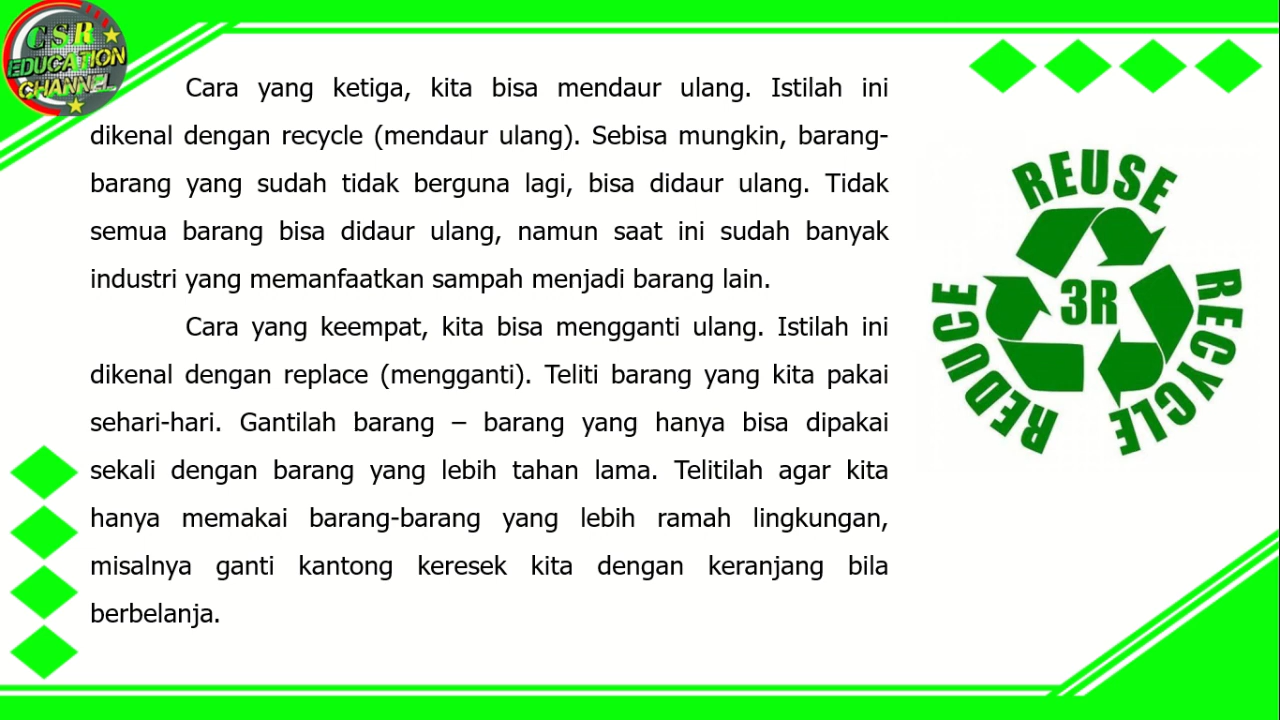 CSR
EDUCATION
CHANNEL
Cara yang ketiga, kita bisa mendaur ulang. Istilah ini
dikenal dengan recycle (mendaur ulang). Sebisa mungkin, barang-
barang yang sudah tidak berguna lagi, bisa didaur ulang. Tidak
semua barang bisa didaur ulang, namun saat ini sudah banyak
industri yang memanfaatkan sampah menjadi barang lain.
Cara yang keempat, kita bisa mengganti ulang. Istilah ini
dikenal dengan replace (mengganti). Teliti barang yang kita pakai
sehari-hari. Gantilah barang – barang yang hanya bisa dipakai
sekali dengan barang yang lebih tahan lama. Telitilah agar kita
hanya memakai barang-barang yang lebih ramah lingkungan,
misalnya ganti kantong keresek kita dengan keranjang bila
berbelanja.
REUSE
3R
RECYCLE
REDUCE